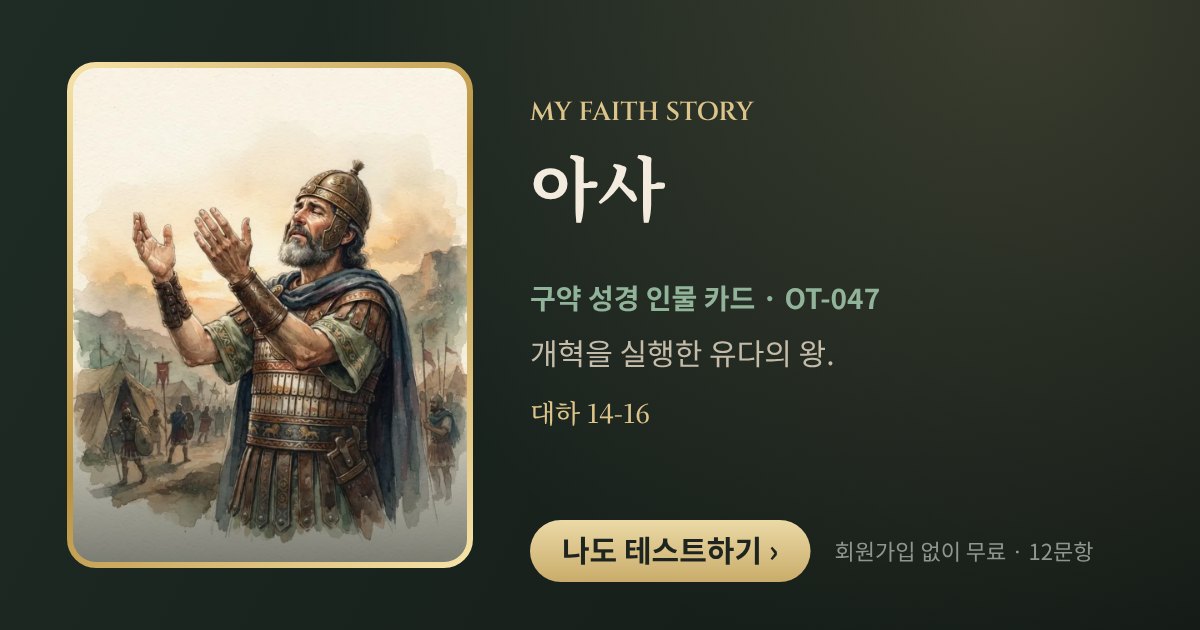 MY FAITH STORY
아사
구약 성경 인물 카드 · OT-047
개혁을 실행한 유다의 왕.
대하 14-16
나도 테스트하기 ›
회원가입 없이 무료 · 12문항